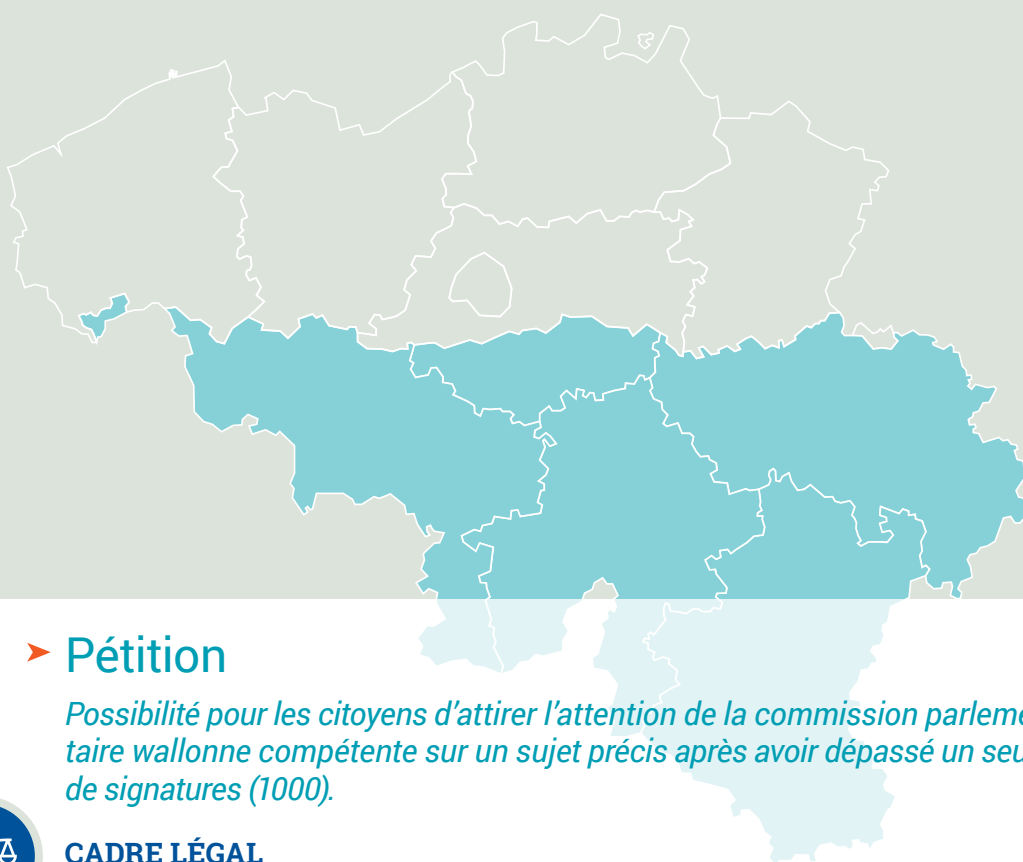 Pétition
Possibilité pour les citoyens d'attirer l'attention de la commission parleme
taire wallonne compétente sur un sujet précis après avoir dépassé un seu
de signatures (1000).
CADRE LÉGAL